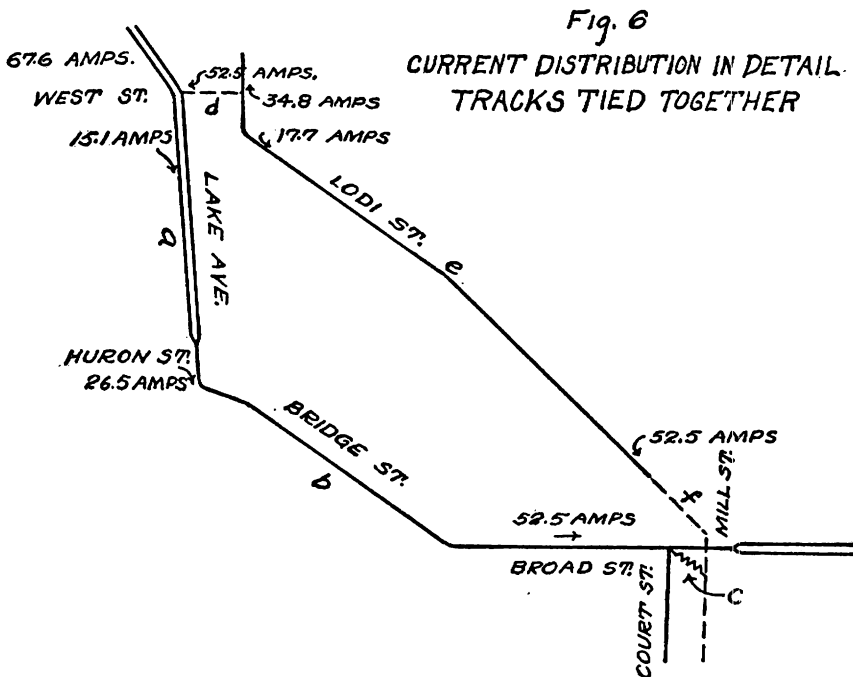 Fig. 6
CURRENT DISTRIBUTION IN DETAIL
TRACKS TIED TOGETHER
67.6 AMPS.
52.5 AMPS.
WEST ST.
d
34.8 AMPS
15.1 AMPS
17.7 AMPS
LAKE AVE.
a
LODI ST.
e
HURON ST.
26.5 AMPS
BRIDGE ST.
b
52.5 AMPS
f
MILL ST.
52.5 AMPS
BROAD ST.
COURT ST.
C